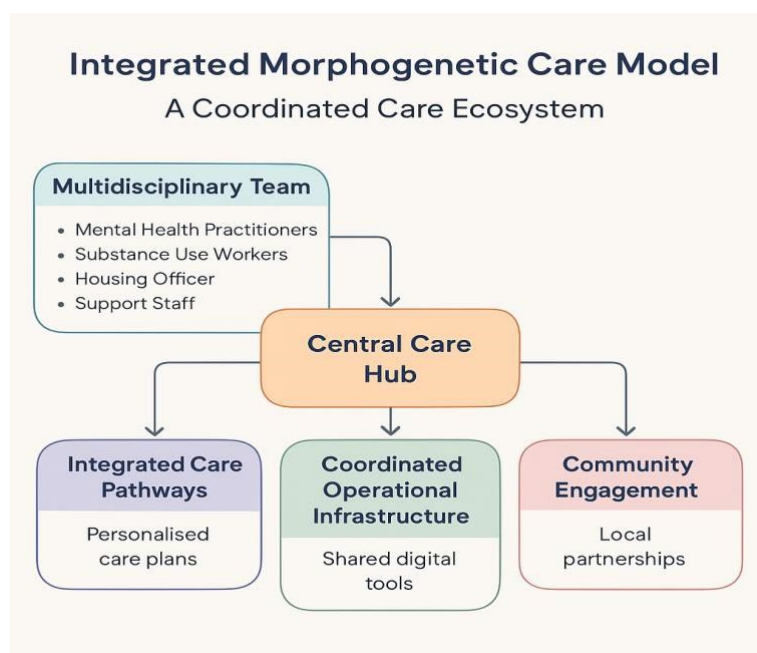 Integrated Morphogenetic Care Model
A Coordinated Care Ecosystem
Multidisciplinary Team
• Mental Health Practitioners
• Substance Use Workers
• Housing Officer
• Support Staff
Central Care
Hub
Integrated Care
Pathways
Personalised
care plans
Coordinated
Operational
Infrastructure
Shared digital
tools
Community
Engagement
Local
partnerships